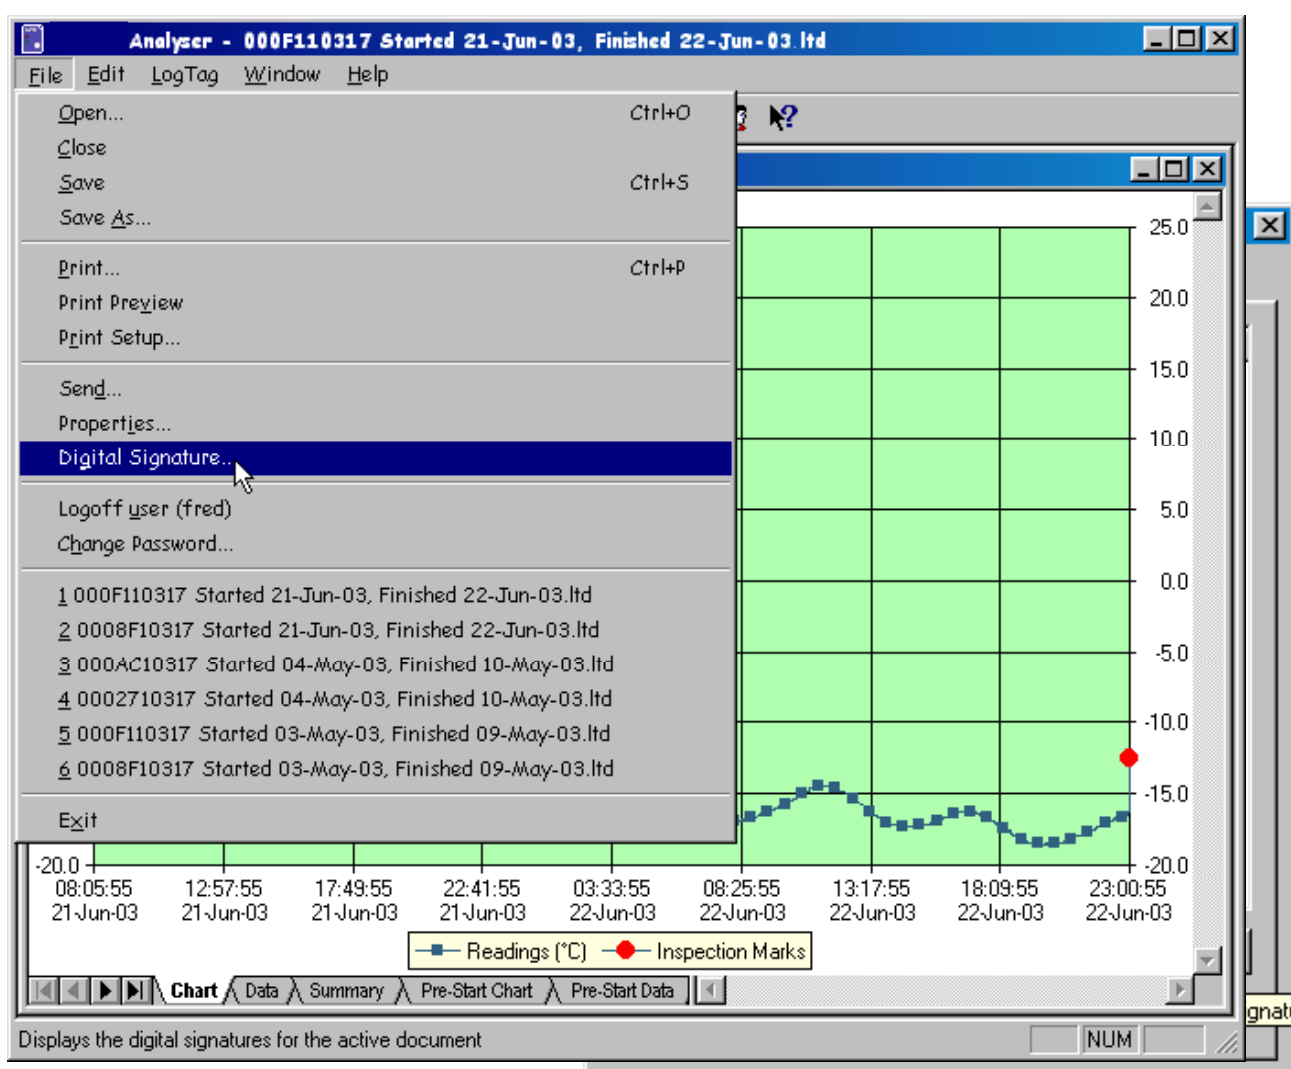 Analyser - 000F110317 Started 21-Jun-03, Finished 22-Jun-03.ltd
File Edit LogTag Window Help
Open... Ctrl+O
Close
Save Ctrl+S
Save As...
Print... Ctrl+P
Print Preview
Print Setup...
Send...
Properties...
Digital Signature...
Logoff user (fred)
Change Password...
1 000F110317 Started 21-Jun-03, Finished 22-Jun-03.ltd
2 0008F10317 Started 21-Jun-03, Finished 22-Jun-03.ltd
3 000AC10317 Started 04-May-03, Finished 10-May-03.ltd
4 0002710317 Started 04-May-03, Finished 10-May-03.ltd
5 000F110317 Started 03-May-03, Finished 09-May-03.ltd
6 0008F10317 Started 03-May-03, Finished 09-May-03.ltd
Exit
25.0
20.0
15.0
10.0
5.0
0.0
-5.0
-10.0
-15.0
-20.0 -20.0
08:05:55 12:57:55 17:49:55 22:41:55 03:33:55 08:25:55 13:17:55 18:09:55 23:00:55
21-Jun-03 21-Jun-03 21-Jun-03 21-Jun-03 22-Jun-03 22-Jun-03 22-Jun-03 22-Jun-03 22-Jun-03
Readings (°C) Inspection Marks
Chart Data Summary Pre-Start Chart Pre-Start Data
gnat
Displays the digital signatures for the active document NUM